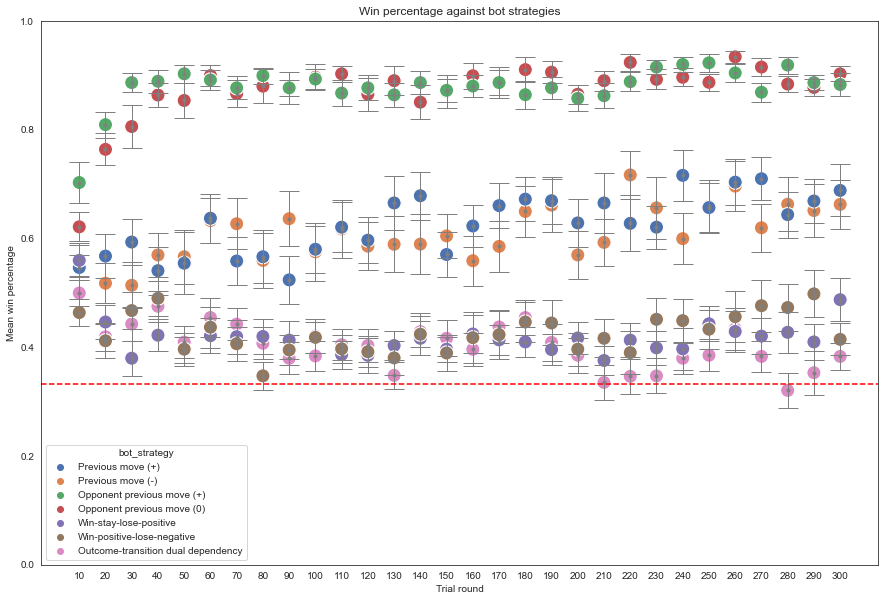 Win percentage against bot strategies
1.0
0.8
0.6
0.4
0.2
0.0
Mean win percentage
bot_strategy
Previous move (+)
Previous move (-)
Opponent previous move (+)
Opponent previous move (0)
Win-stay-lose-positive
Win-positive-lose-negative
Outcome-transition dual dependency
10 20 30 40 50 60 70 80 90 100 110 120 130 140 150 160 170 180 190 200 210 220 230 240 250 260 270 280 290 300
Trial round